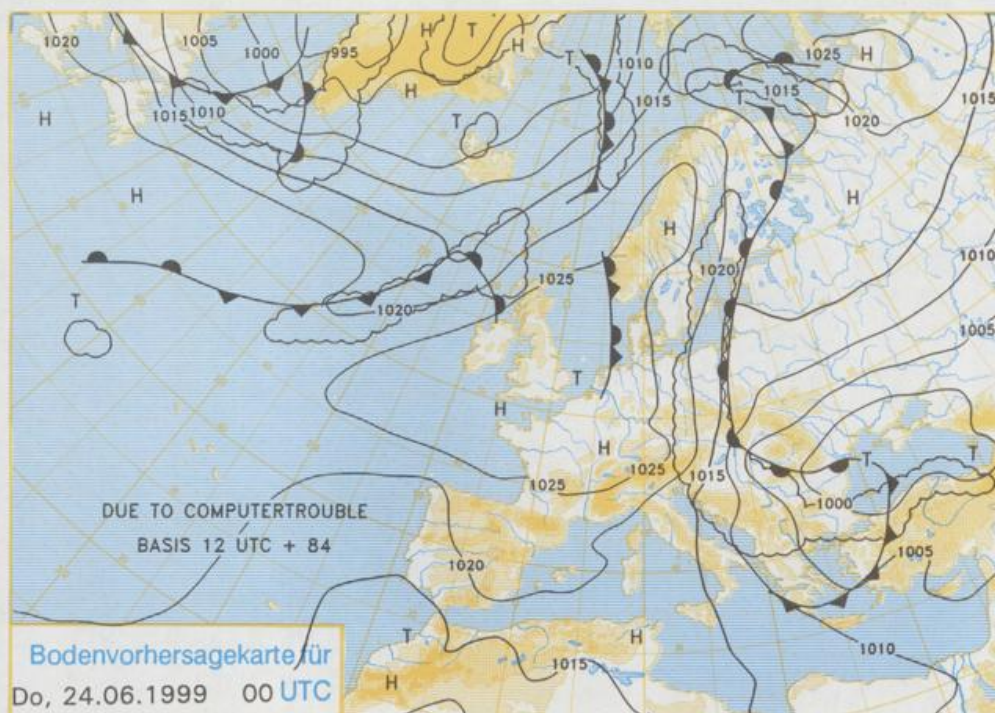 1020 1005 1000 995 H T H 1010 T 1025 H
H H 1015 1010 T 1015 T 1015 1020 1015
H H H
T 1020 1025 1020 1010
1005
T
H H
1025 1025 1015 T T
1000
DUE TO COMPUTERTROUBLE
BASIS 12 UTC + 84
1020 1005
T H 1010
1015
H
Bodenvorhersagekarte für
Do, 24.06.1999 00 UTC